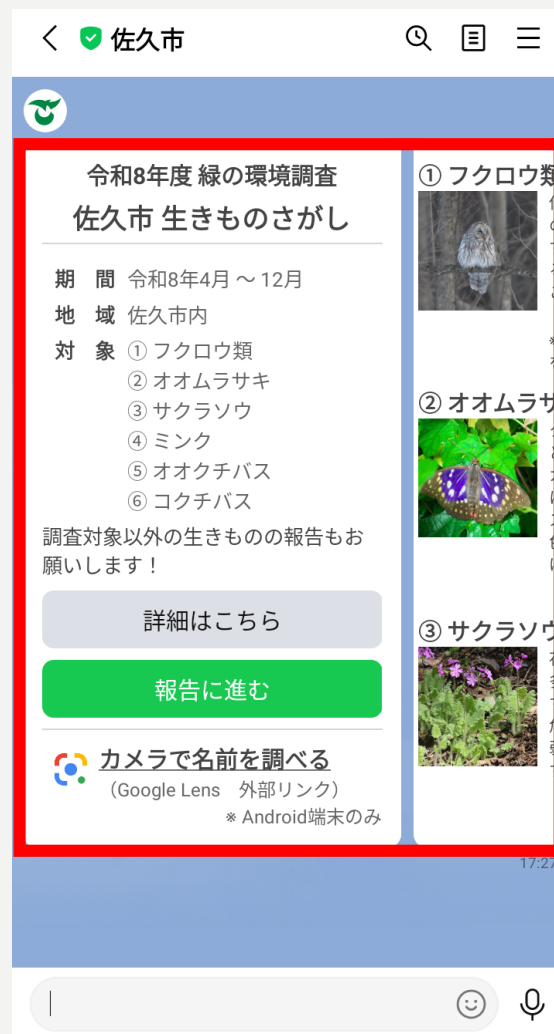 佐久市
令和8年度 緑の環境調査
佐久市 生きものさがし
期　間 令和8年4月 ～ 12月
地　域 佐久市内
対　象 ① フクロウ類
② オオムラサキ
③ サクラソウ
④ ミンク
⑤ オオクチバス
⑥ コクチバス
調査対象以外の生きものの報告もお
願いします！
詳細はこちら
報告に進む
カメラで名前を調べる
（Google Lens　外部リンク）
※ Android端末のみ
① フクロウ類
② オオムラサ
③ サクラソウ
17:27